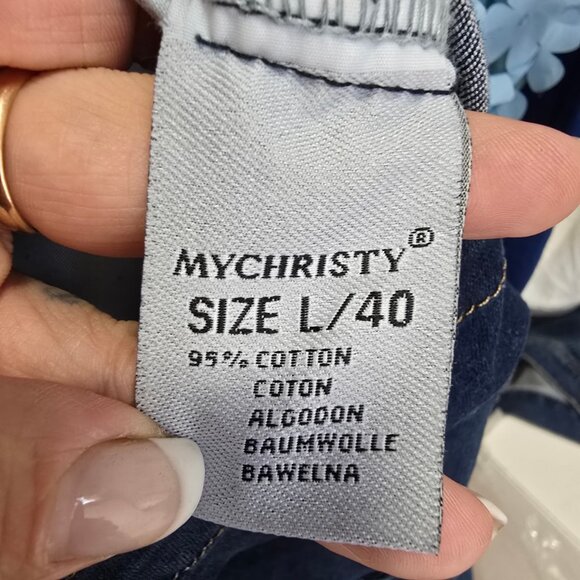 MYCHRISTY®
SIZE L/40
95% COTTON
COTON
ALGODON
BAUMWOLLE
BAWELNA